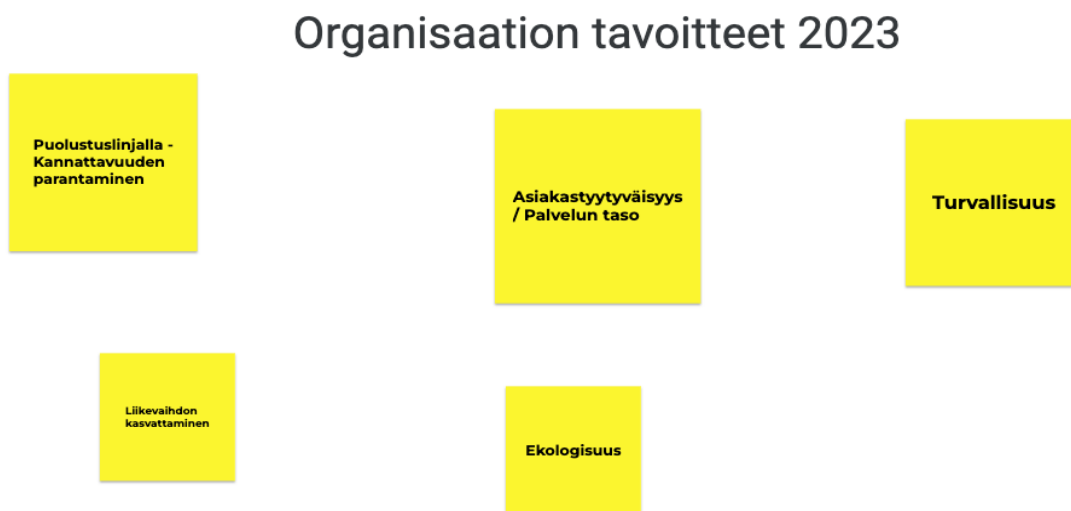 Organisaation tavoitteet 2023
Puolustuslinjalla -
Kannattavuuden
parantaminen
Asiakastyytyväisyys
/ Palvelun taso
Turvallisuus
Liikevaihdon
kasvattaminen
Ekologisuus